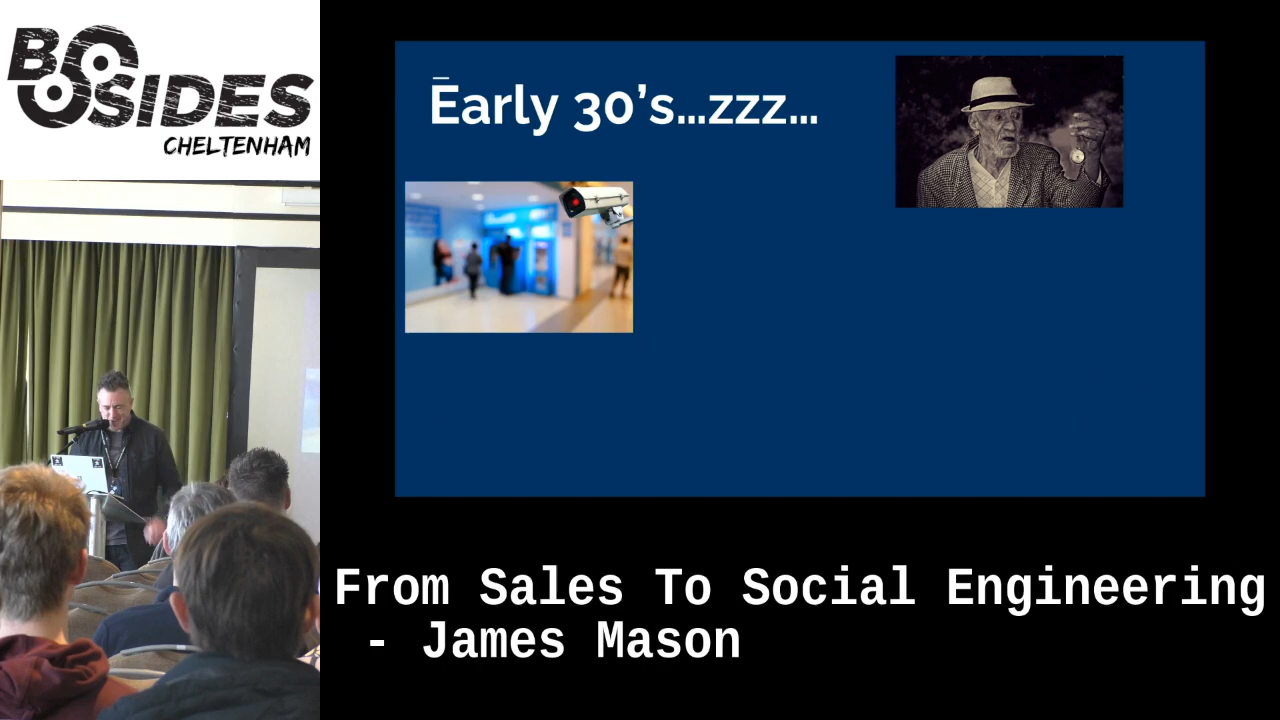 BSIDES
CHELTENHAM
Early 30’s...zzz...
From Sales To Social Engineering
- James Mason